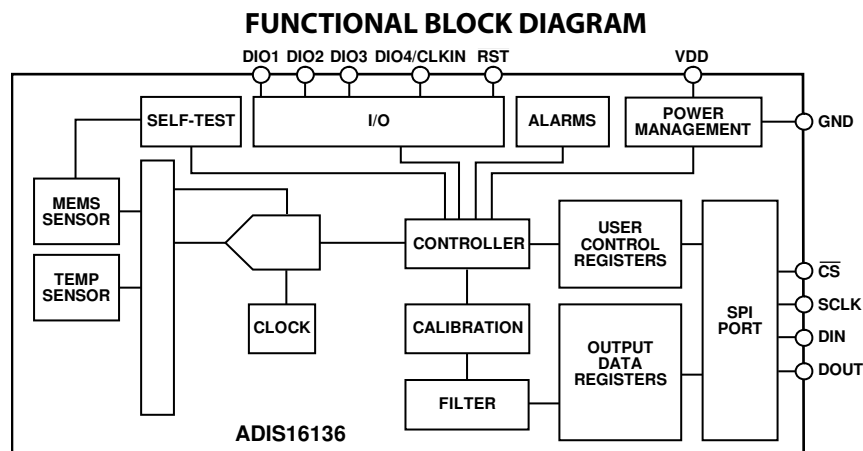 FUNCTIONAL BLOCK DIAGRAM
DIO1 DIO2 DIO3 DIO4/CLKIN RST VDD
SELF-TEST
I/O
ALARMS
POWER
MANAGEMENT
GND
MEMS
SENSOR
TEMP
SENSOR
CLOCK
CONTROLLER
CALIBRATION
FILTER
USER
CONTROL
REGISTERS
OUTPUT
DATA
REGISTERS
SPI
PORT
CS
SCLK
DIN
DOUT
ADIS16136